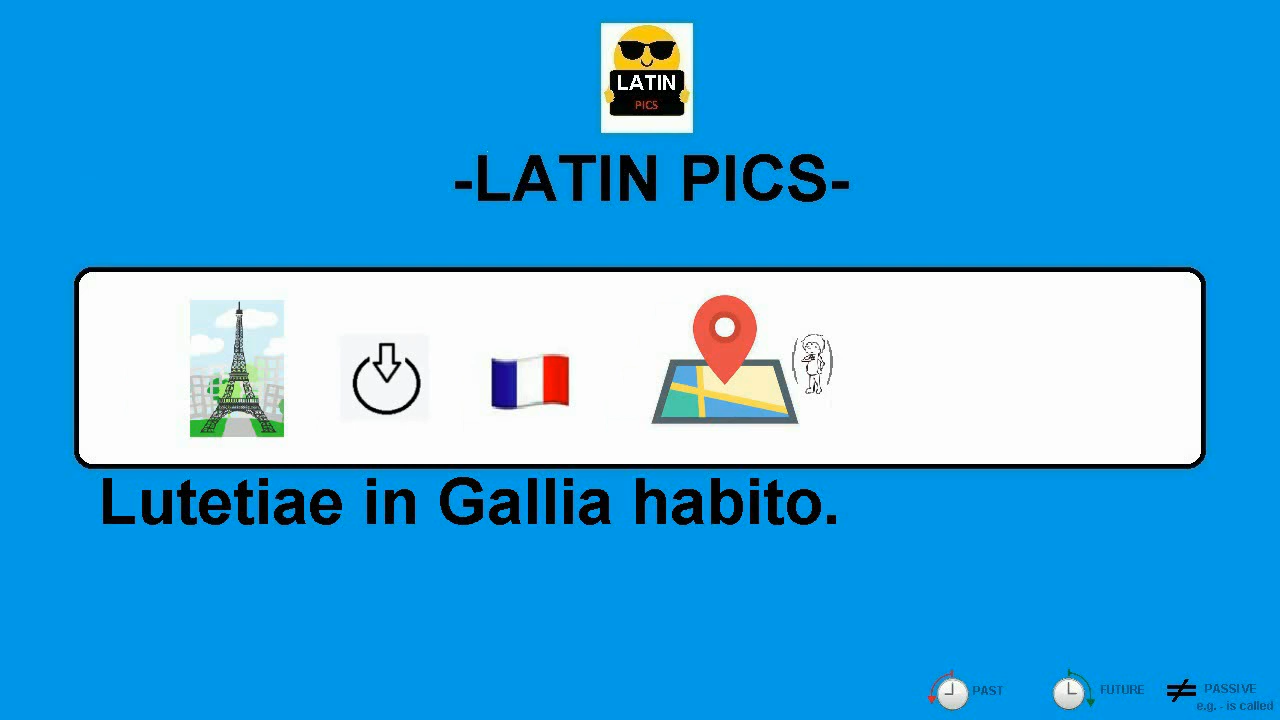 LATIN
PICS
-LATIN PICS-
Lutetiae in Gallia habito.
PAST
FUTURE
PASSIVE
e.g. - is called